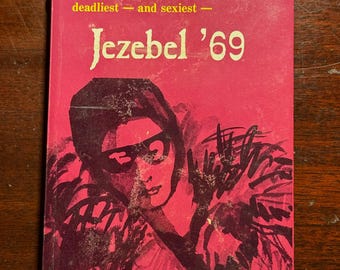 deadliest — and sexiest —
Jezebel ’69